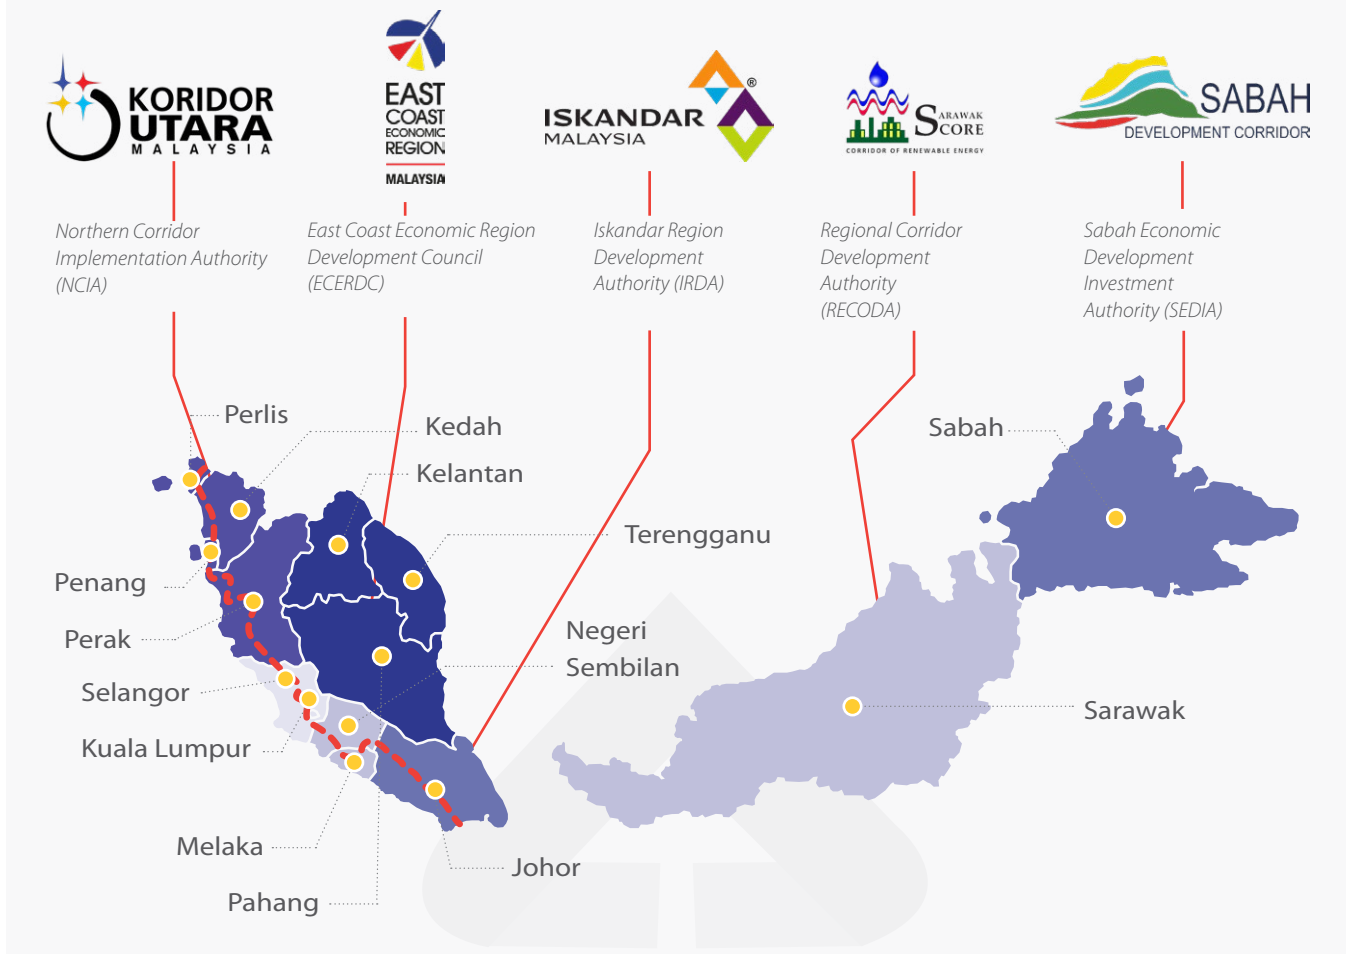 KORIDOR
UTARA
MALAYSIA
EAST
COAST
ECONOMIC
REGION
MALAYSIA
ISKANDAR
®
MALAYSIA
SARAWAK
SCORE
CORRIDOR OF RENEWABLE ENERGY
SABAH
DEVELOPMENT CORRIDOR
Northern Corridor
Implementation Authority
(NCIA)
East Coast Economic Region
Development Council
(ECERDC)
Iskandar Region
Development
Authority (IRDA)
Regional Corridor
Development
Authority
(RECODA)
Sabah Economic
Development
Investment
Authority (SEDIA)
Perlis
Kedah
Kelantan
Terengganu
Penang
Perak
Negeri
Sembilan
Selangor
Kuala Lumpur
Melaka
Johor
Pahang
Sabah
Sarawak